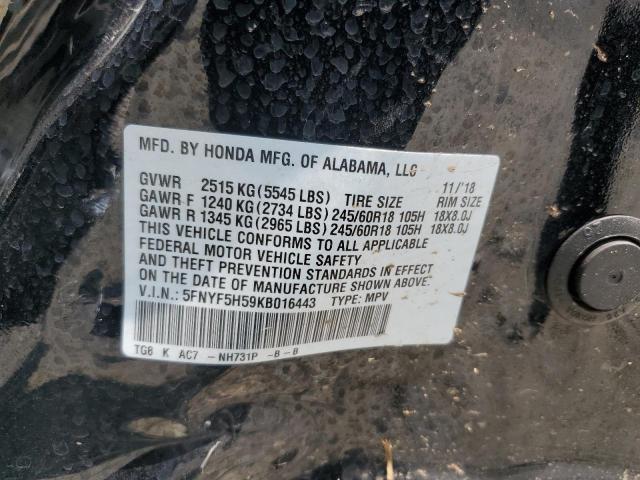 MFD. BY HONDA MFG. OF ALABAMA, LLC 11/'18
GVWR 2515 KG (5545 LBS) TIRE SIZE RIM SIZE
GAWR F 1240 KG (2734 LBS) 245/60R18 105H 18X8.0J
GAWR R 1345 KG (2965 LBS) 245/60R18 105H 18X8.0J
THIS VEHICLE CONFORMS TO ALL APPLICABLE
FEDERAL MOTOR VEHICLE SAFETY
AND THEFT PREVENTION STANDARDS IN EFFECT
ON THE DATE OF MANUFACTURE SHOWN ABOVE.
V.I.N.: 5FNYF5H59KB016443 TYPE: MPV
TG8 K AC7 -NH731P -B-B